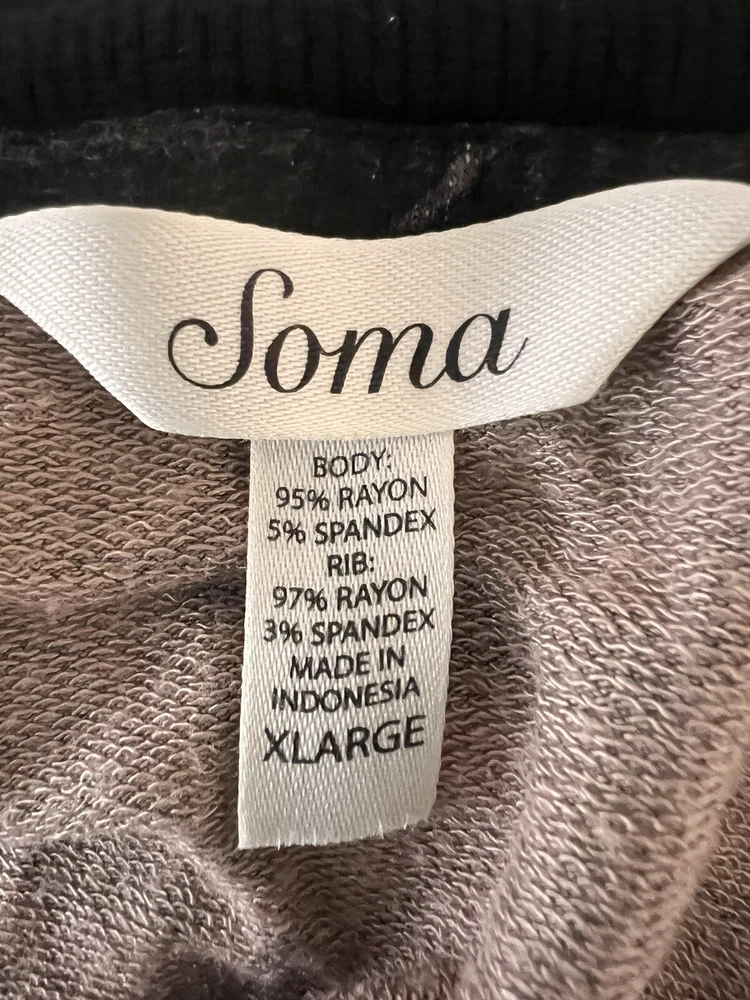 Soma
BODY:
95% RAYON
5% SPANDEX
RIB:
97% RAYON
3% SPANDEX
MADE IN
INDONESIA
XLARGE